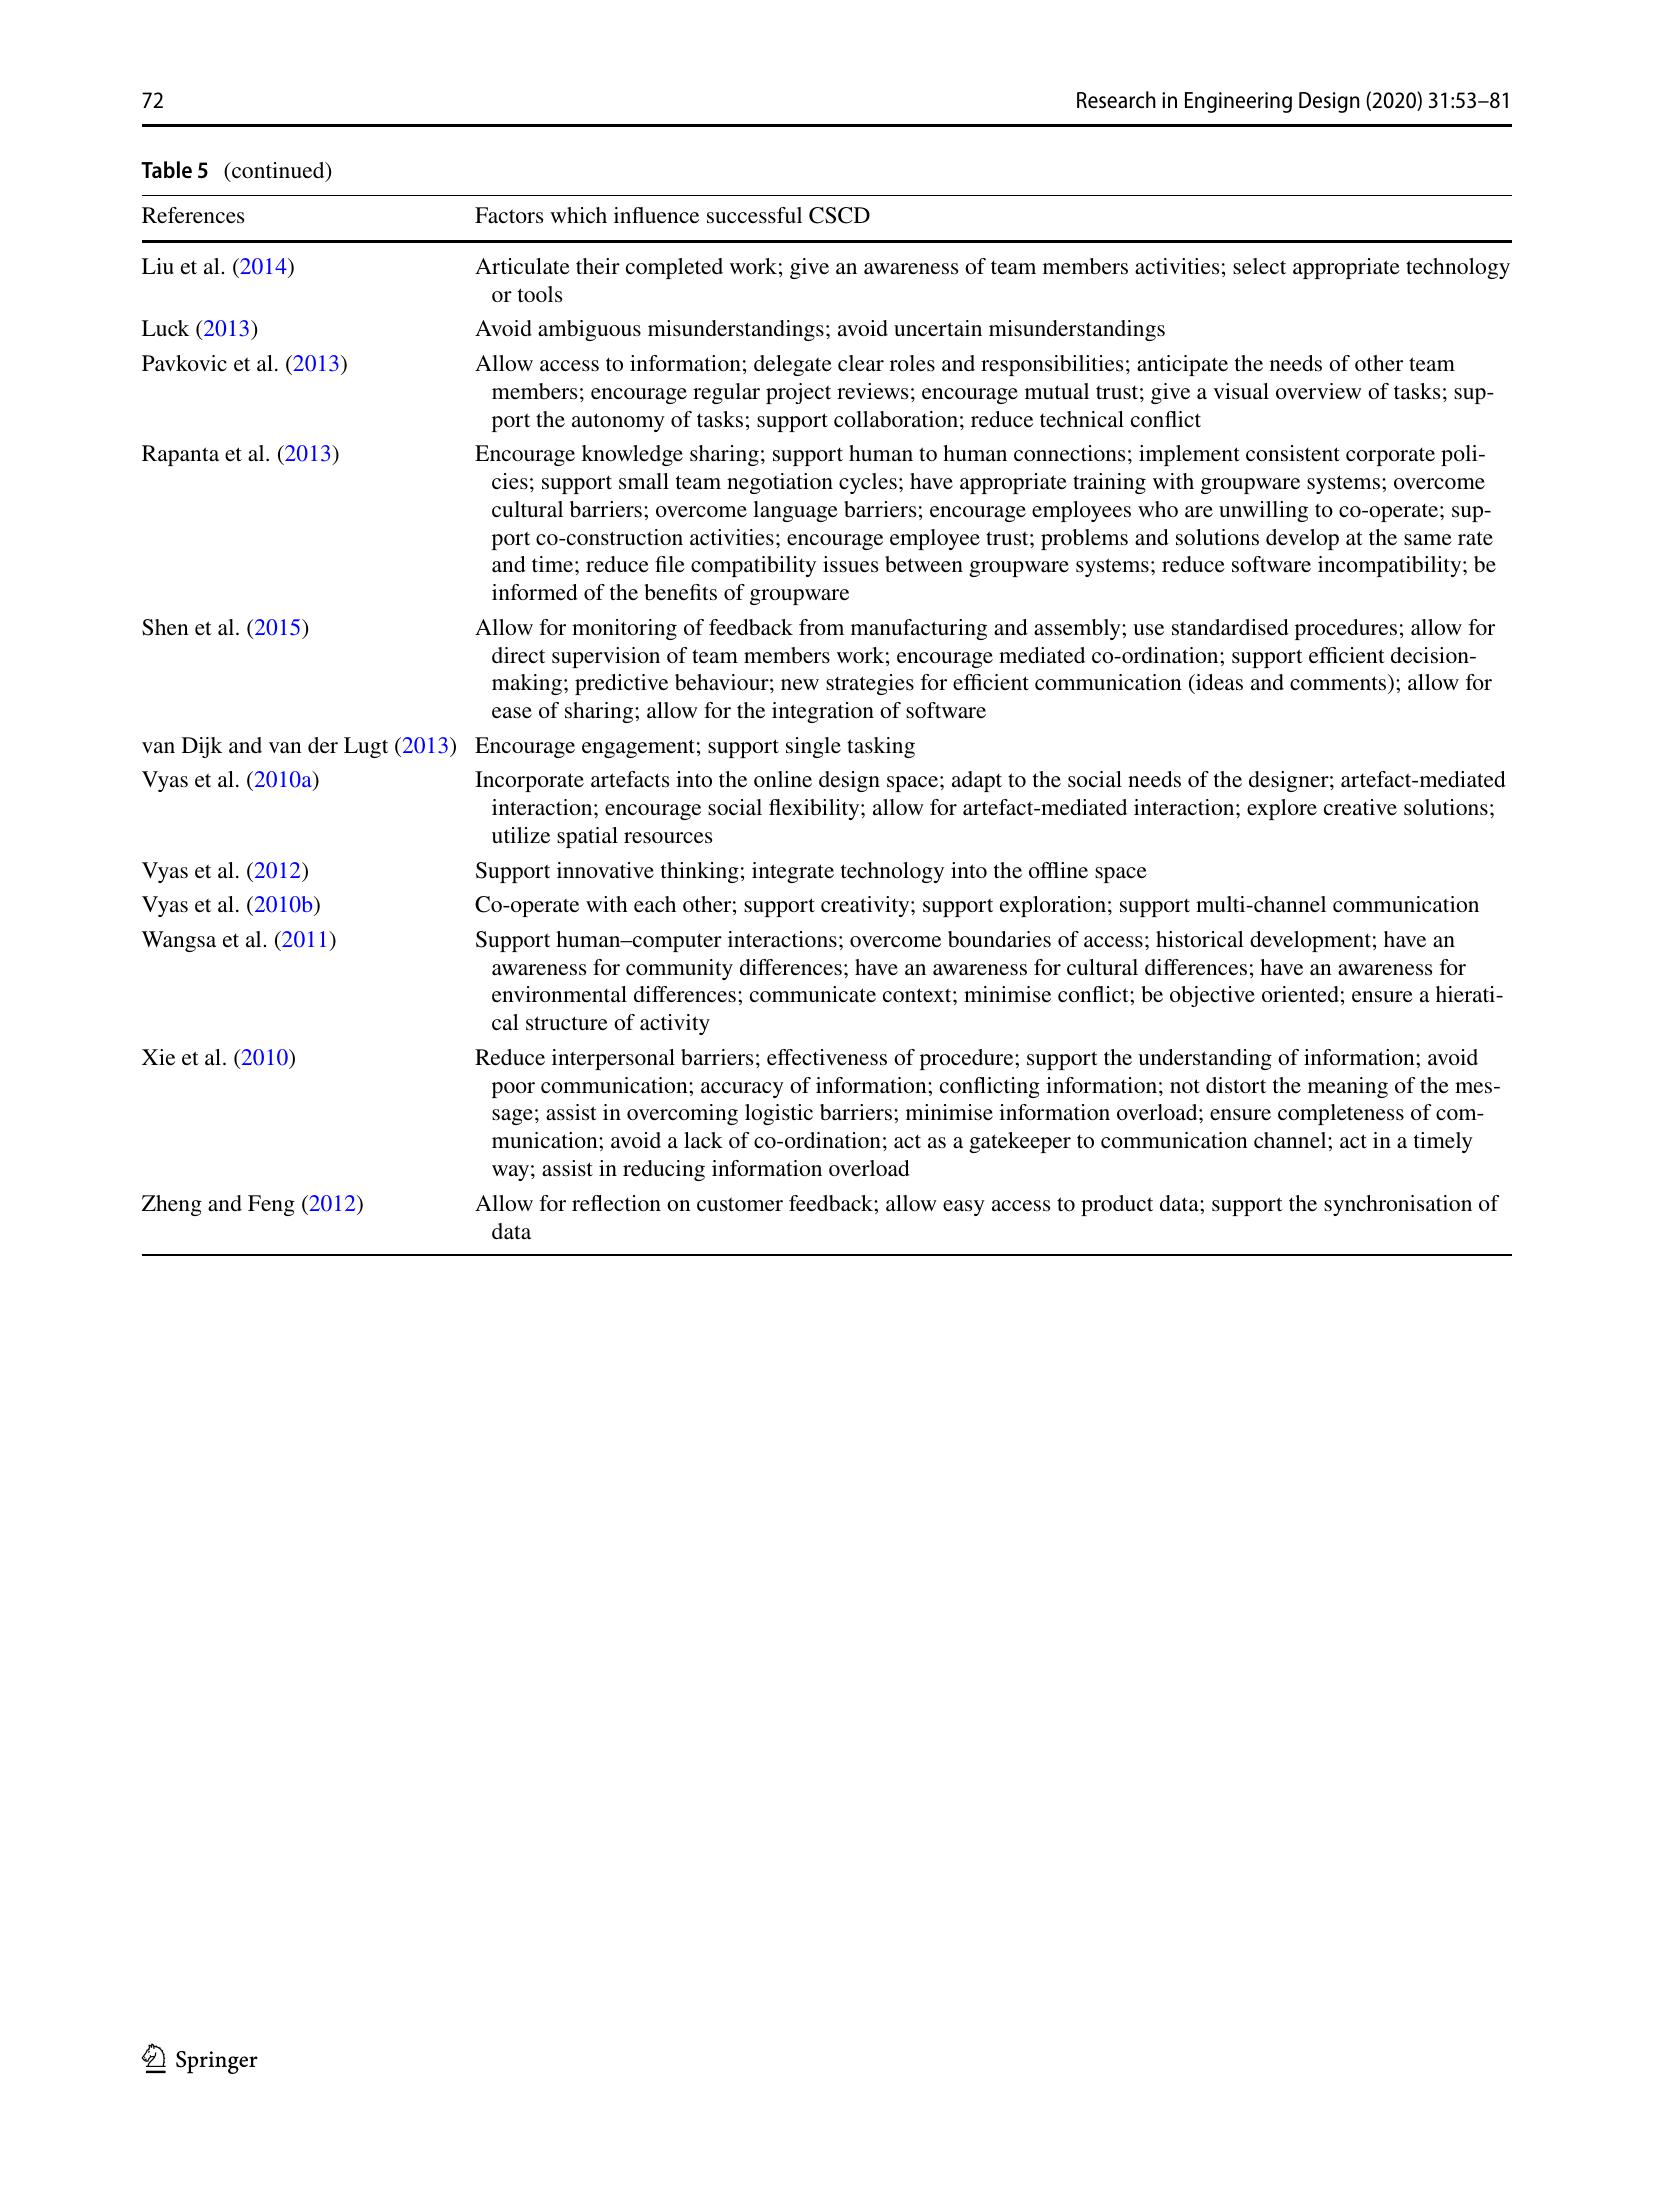 72
Research in Engineering Design (2020) 31:53–81
Table 5 (continued)
References
Factors which influence successful CSCD
Liu et al. (2014)
Articulate their completed work; give an awareness of team members activities; select appropriate technology
or tools
Luck (2013)
Avoid ambiguous misunderstandings; avoid uncertain misunderstandings
Pavkovic et al. (2013)
Allow access to information; delegate clear roles and responsibilities; anticipate the needs of other team
members; encourage regular project reviews; encourage mutual trust; give a visual overview of tasks; sup-
port the autonomy of tasks; support collaboration; reduce technical conflict
Rapanta et al. (2013)
Encourage knowledge sharing; support human to human connections; implement consistent corporate poli-
cies; support small team negotiation cycles; have appropriate training with groupware systems; overcome
cultural barriers; overcome language barriers; encourage employees who are unwilling to co-operate; sup-
port co-construction activities; encourage employee trust; problems and solutions develop at the same rate
and time; reduce file compatibility issues between groupware systems; reduce software incompatibility; be
informed of the benefits of groupware
Shen et al. (2015)
Allow for monitoring of feedback from manufacturing and assembly; use standardised procedures; allow for
direct supervision of team members work; encourage mediated co-ordination; support efficient decision-
making; predictive behaviour; new strategies for efficient communication (ideas and comments); allow for
ease of sharing; allow for the integration of software
van Dijk and van der Lugt (2013)
Encourage engagement; support single tasking
Vyas et al. (2010a)
Incorporate artefacts into the online design space; adapt to the social needs of the designer; artefact-mediated
interaction; encourage social flexibility; allow for artefact-mediated interaction; explore creative solutions;
utilize spatial resources
Vyas et al. (2012)
Support innovative thinking; integrate technology into the offline space
Vyas et al. (2010b)
Co-operate with each other; support creativity; support exploration; support multi-channel communication
Wangsa et al. (2011)
Support human–computer interactions; overcome boundaries of access; historical development; have an
awareness for community differences; have an awareness for cultural differences; have an awareness for
environmental differences; communicate context; minimise conflict; be objective oriented; ensure a hierati-
cal structure of activity
Xie et al. (2010)
Reduce interpersonal barriers; effectiveness of procedure; support the understanding of information; avoid
poor communication; accuracy of information; conflicting information; not distort the meaning of the mes-
sage; assist in overcoming logistic barriers; minimise information overload; ensure completeness of com-
munication; avoid a lack of co-ordination; act as a gatekeeper to communication channel; act in a timely
way; assist in reducing information overload
Zheng and Feng (2012)
Allow for reflection on customer feedback; allow easy access to product data; support the synchronisation of
data
Springer